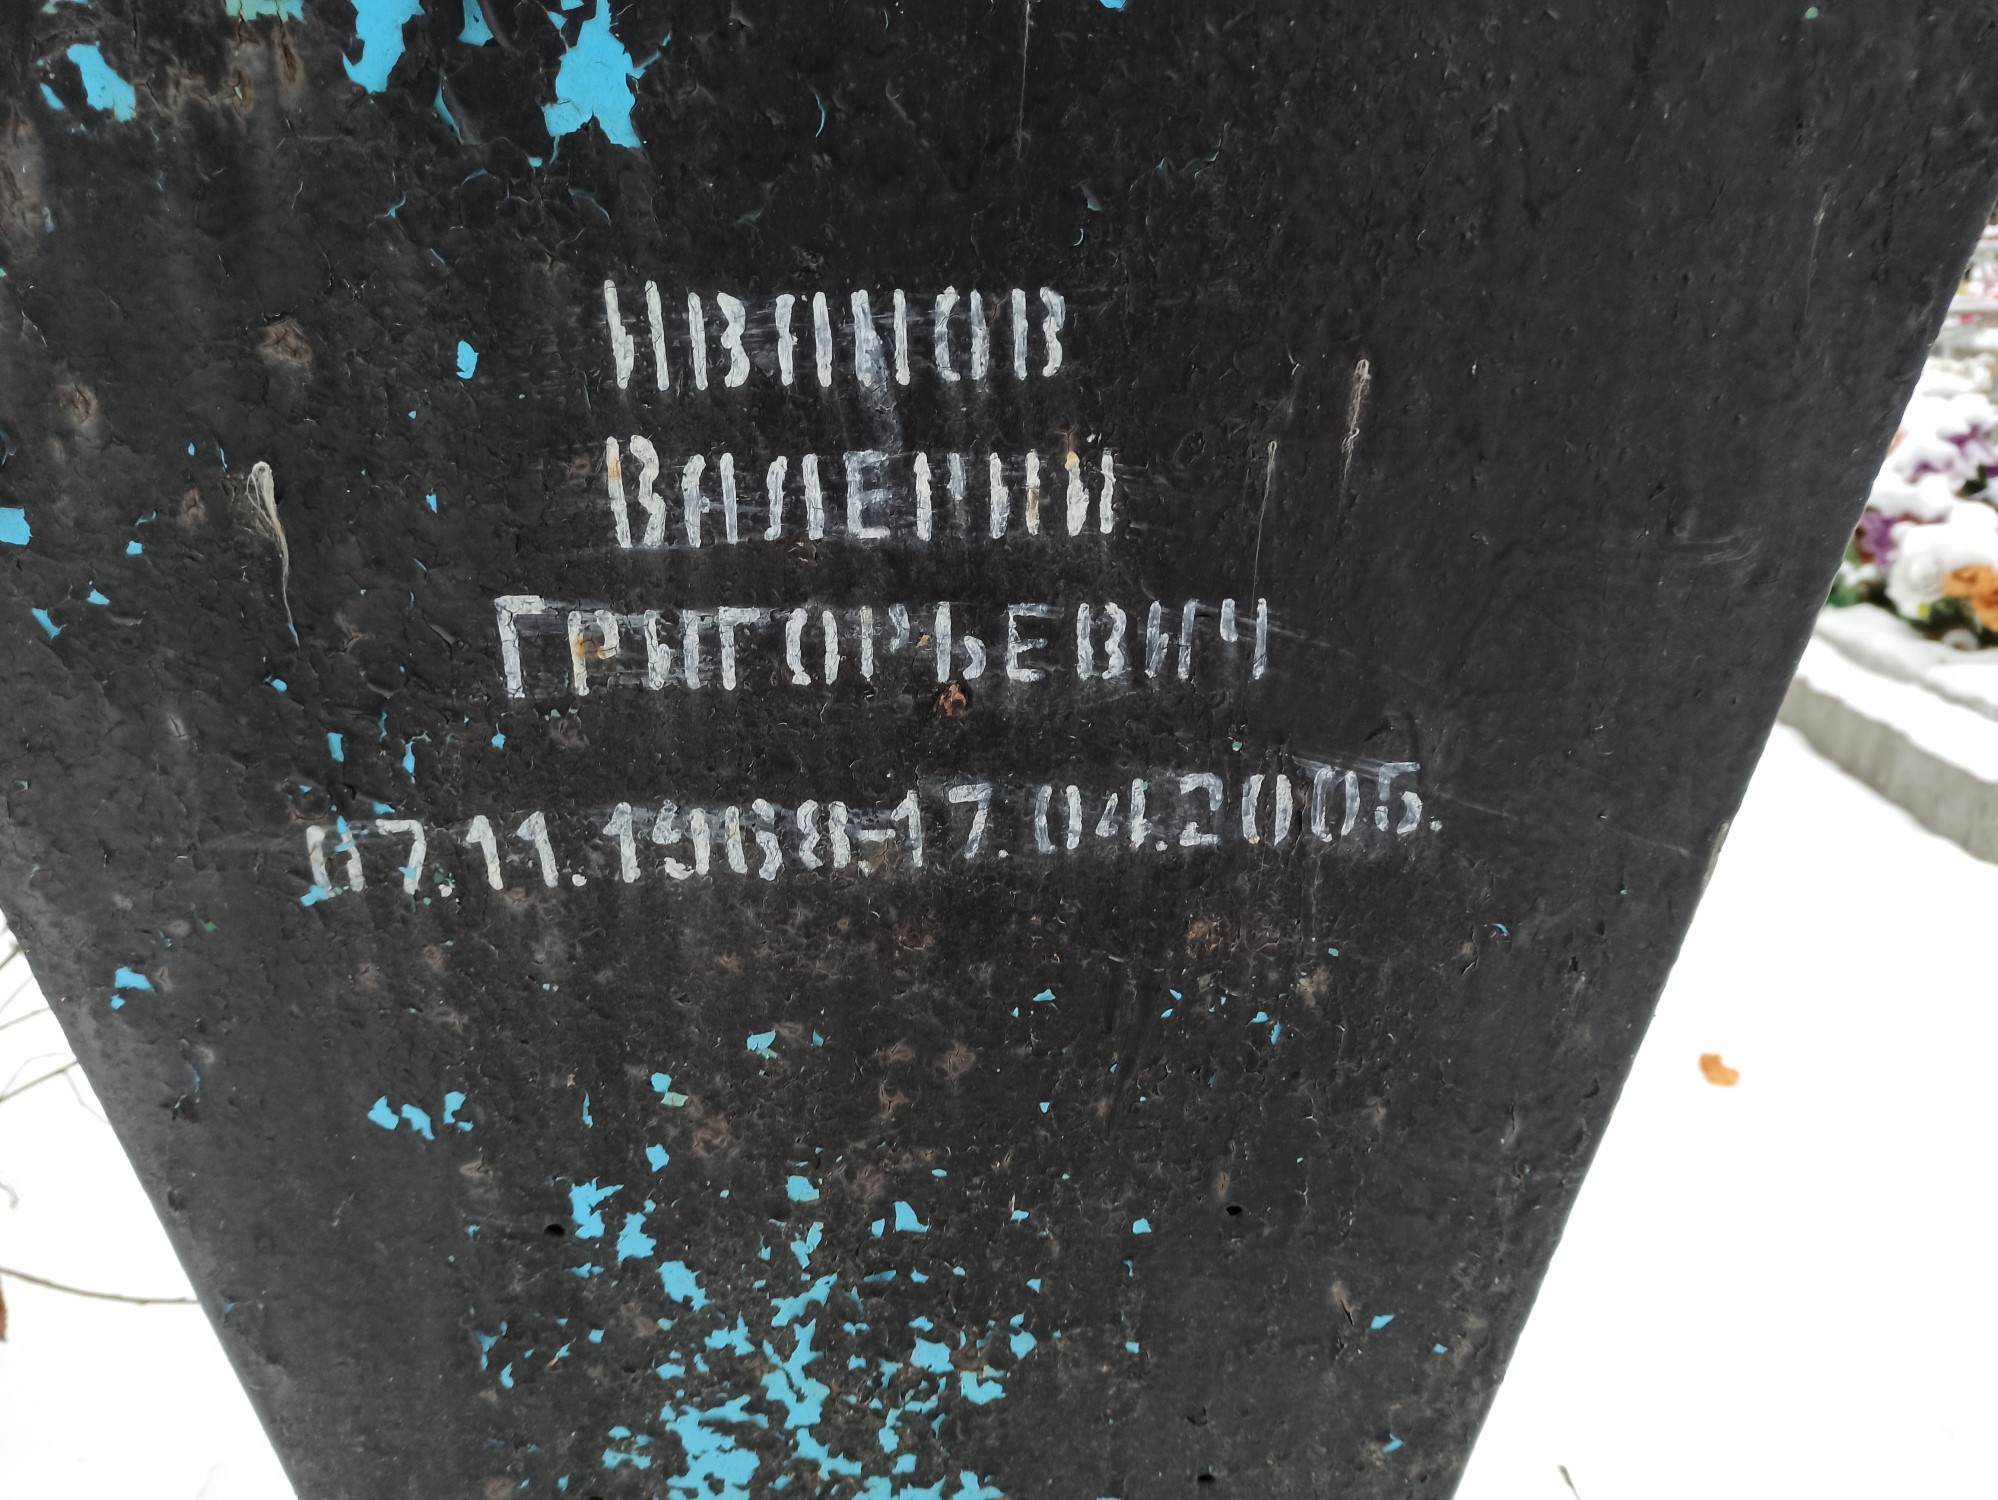 ИВАНОВ
ВАЛЕРИЙ
ГРИГОРЬЕВИЧ
07.11.1968-17.04.2005.